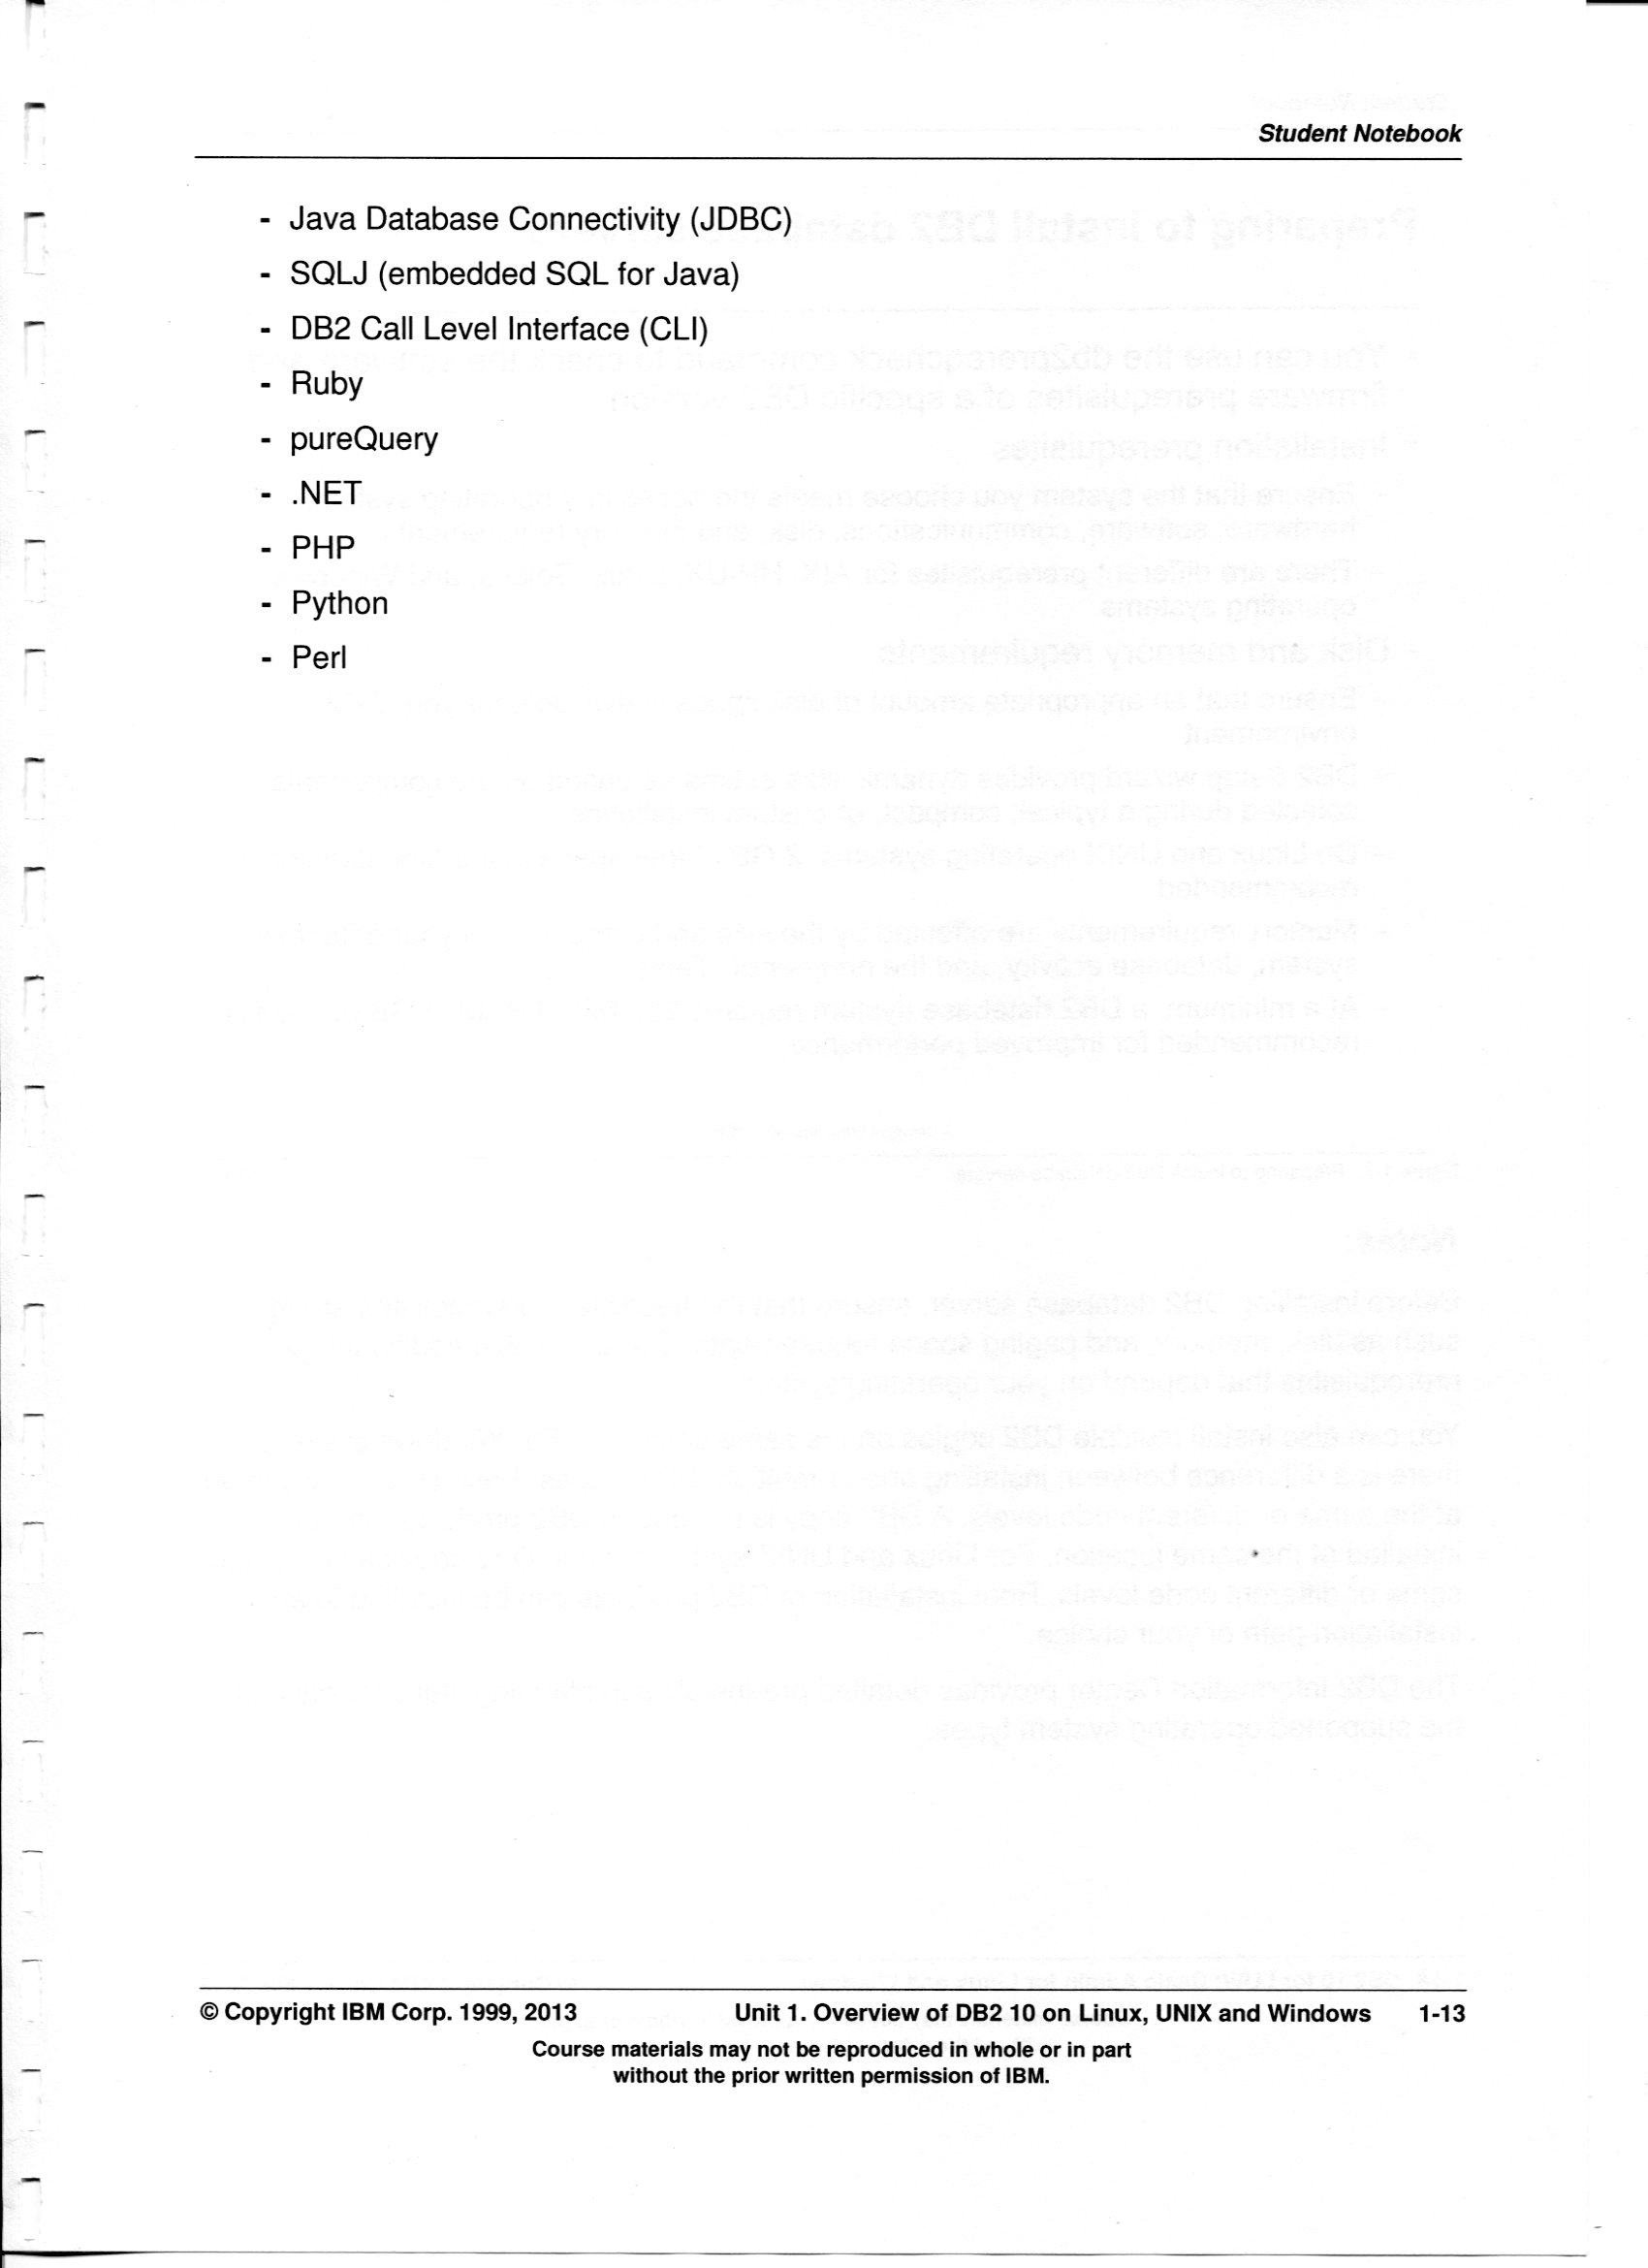 Student Notebook
- Java Database Connectivity (JDBC)
- SQLJ (embedded SQL for Java)
- DB2 Call Level Interface (CLI)
- Ruby
- pureQuery
- .NET
- PHP
- Python
- Perl
© Copyright IBM Corp. 1999, 2013 Unit 1. Overview of DB2 10 on Linux, UNIX and Windows 1-13
Course materials may not be reproduced in whole or in part
without the prior written permission of IBM.